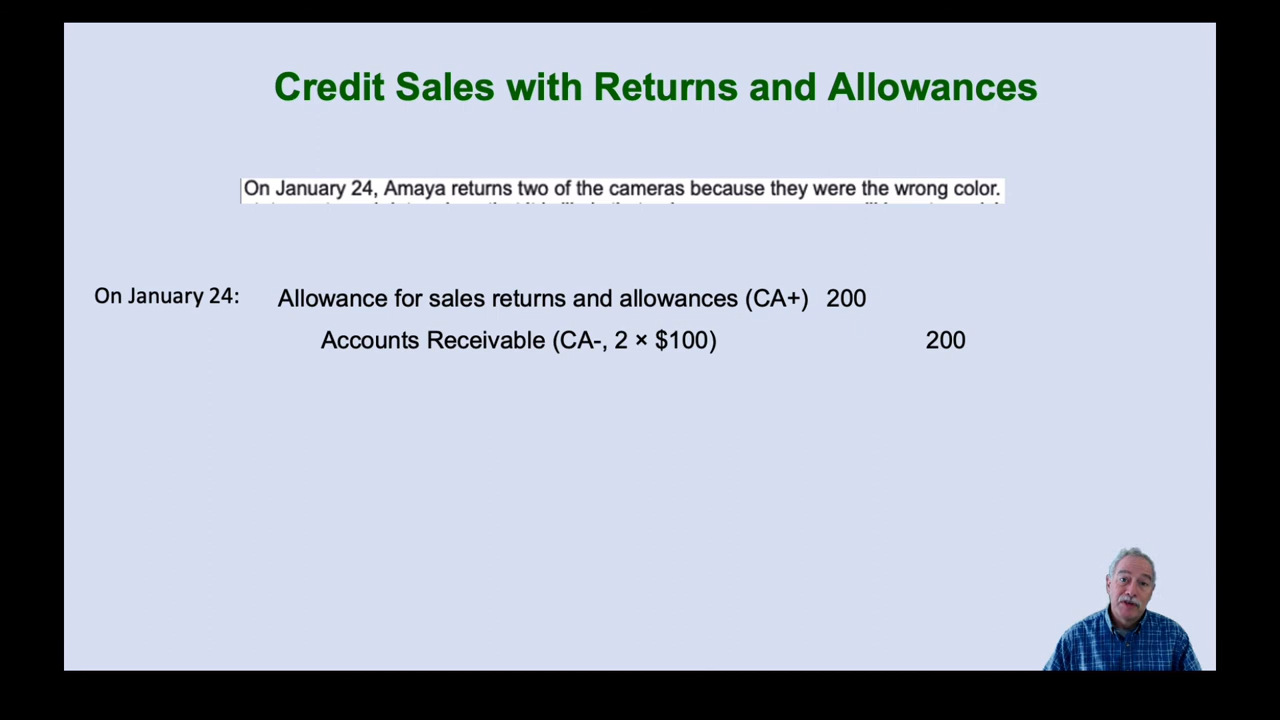 Credit Sales with Returns and Allowances
On January 24, Amaya returns two of the cameras because they were the wrong color.
On January 24: Allowance for sales returns and allowances (CA+) 200
Accounts Receivable (CA-, 2 × $100) 200